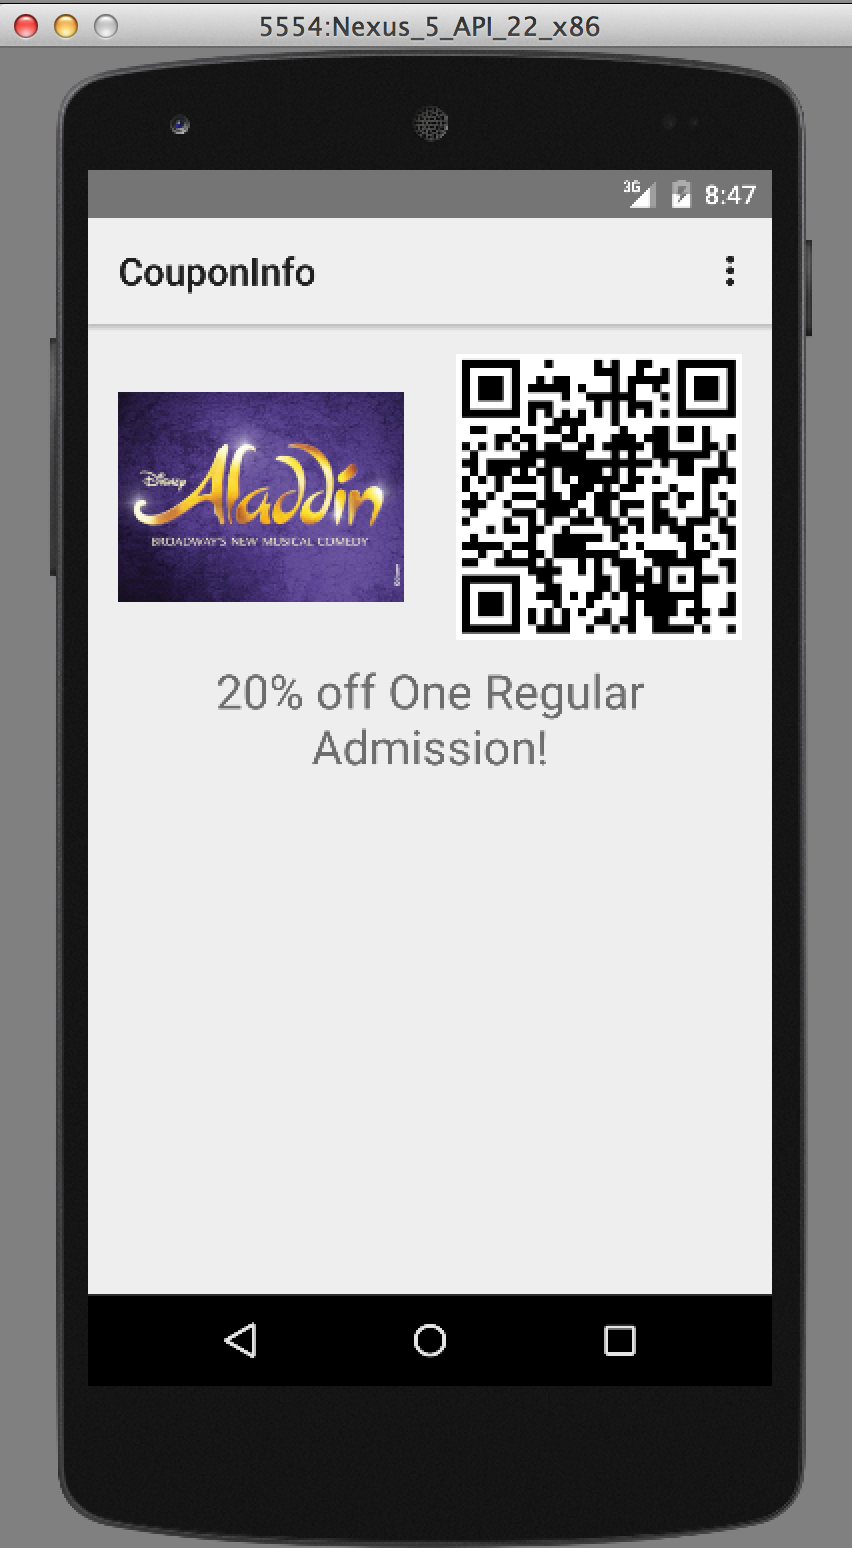 5554:Nexus_5_API_22_x86
3G 8:47
CouponInfo
Disney
Aladdin
BROADWAY'S NEW MUSICAL COMEDY
20% off One Regular
Admission!